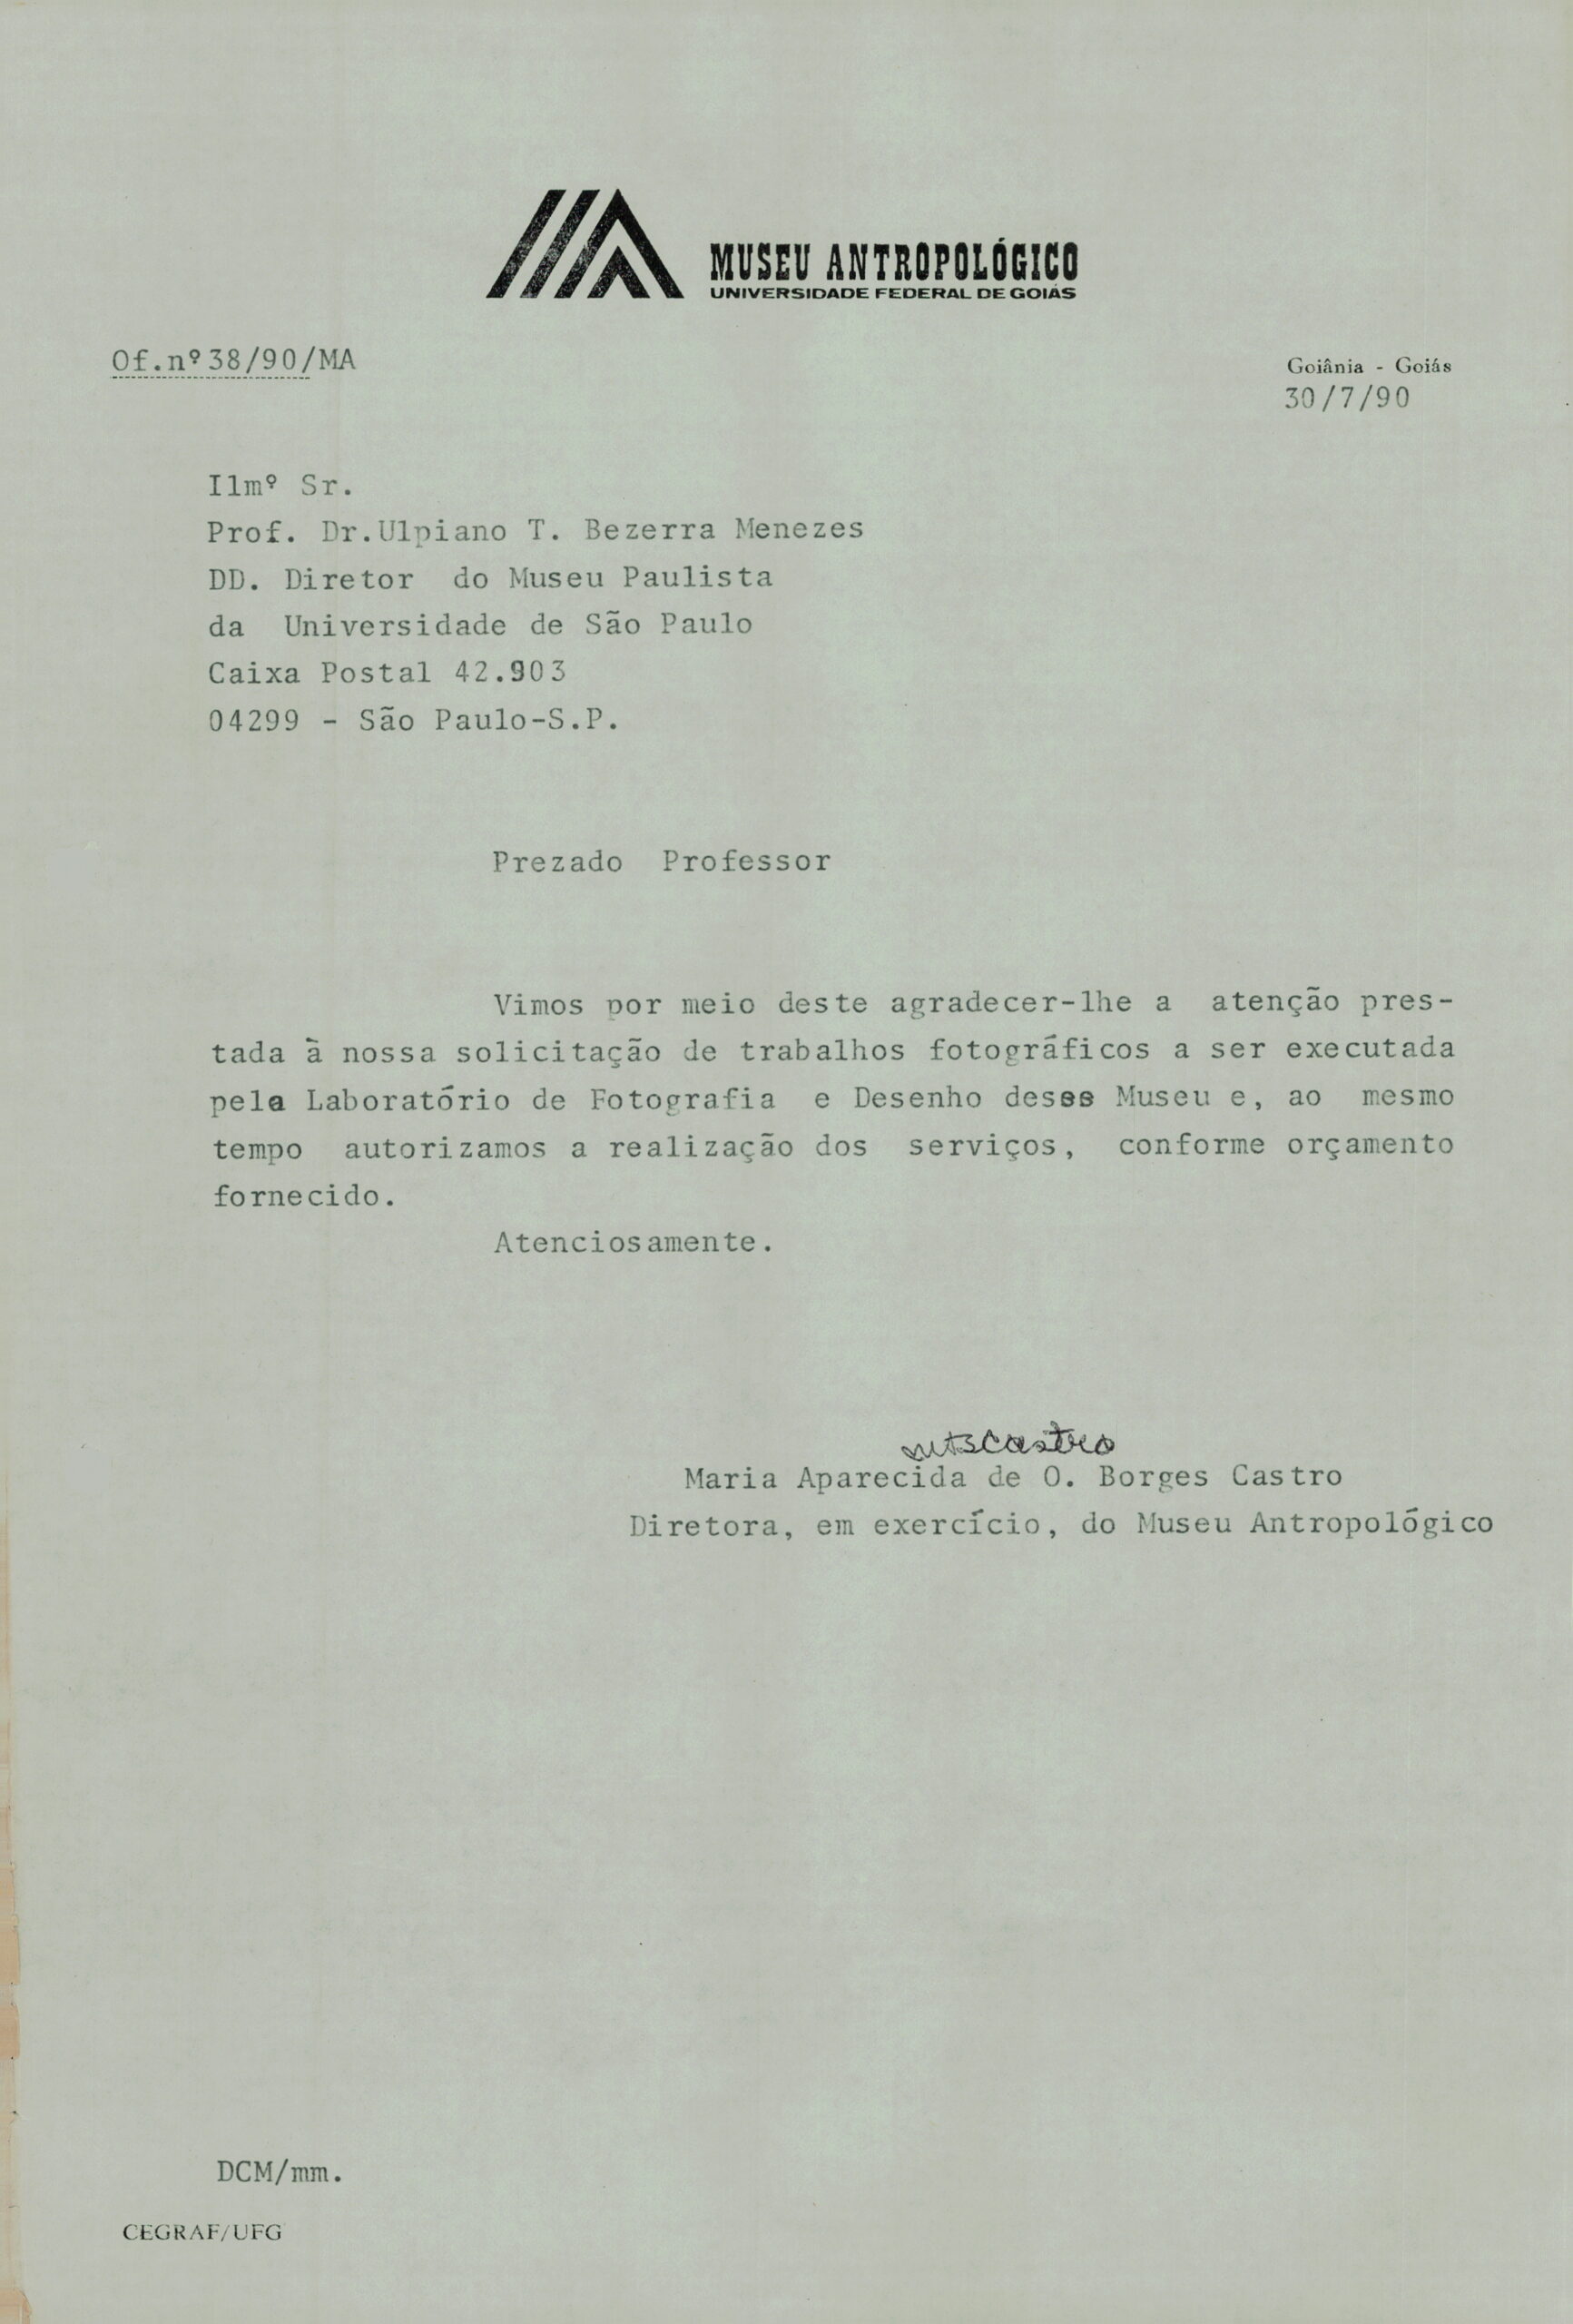 MUSEU ANTROPOLÓGICO
UNIVERSIDADE FEDERAL DE GOIÁS
Of.nº38/90/MA
Goiânia - Goiás
30/7/90
Ilmº Sr.
Prof. Dr.Ulpiano T. Bezerra Menezes
DD. Diretor do Museu Paulista
da Universidade de São Paulo
Caixa Postal 42.903
04299 - São Paulo-S.P.
Prezado Professor
Vimos por meio deste agradecer-lhe a atenção pres-
tada à nossa solicitação de trabalhos fotográficos a ser executada
pela Laboratório de Fotografia e Desenho desse Museu e, ao mesmo
tempo autorizamos a realização dos serviços, conforme orçamento
fornecido.
Atenciosamente.
Castro
Maria Aparecida de O. Borges Castro
Diretora, em exercício, do Museu Antropológico
DCM/mm.
CEGRAF/UFG